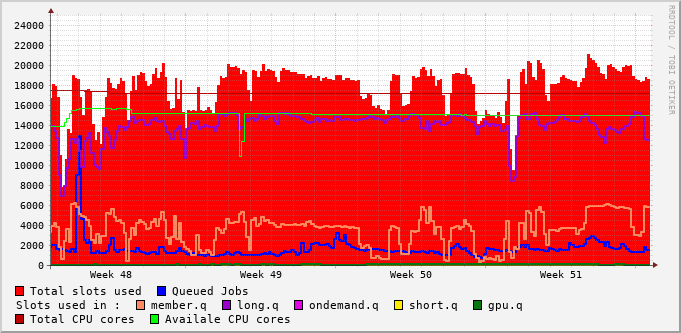 RRDTOOL / TOBI OETIKER
24000
22000
20000
18000
16000
14000
12000
10000
8000
6000
4000
2000
0
Week 48 Week 49 Week 50 Week 51
Total slots used Queued Jobs
Slots used in : member.q long.q ondemand.q short.q gpu.q
Total CPU cores Availale CPU cores